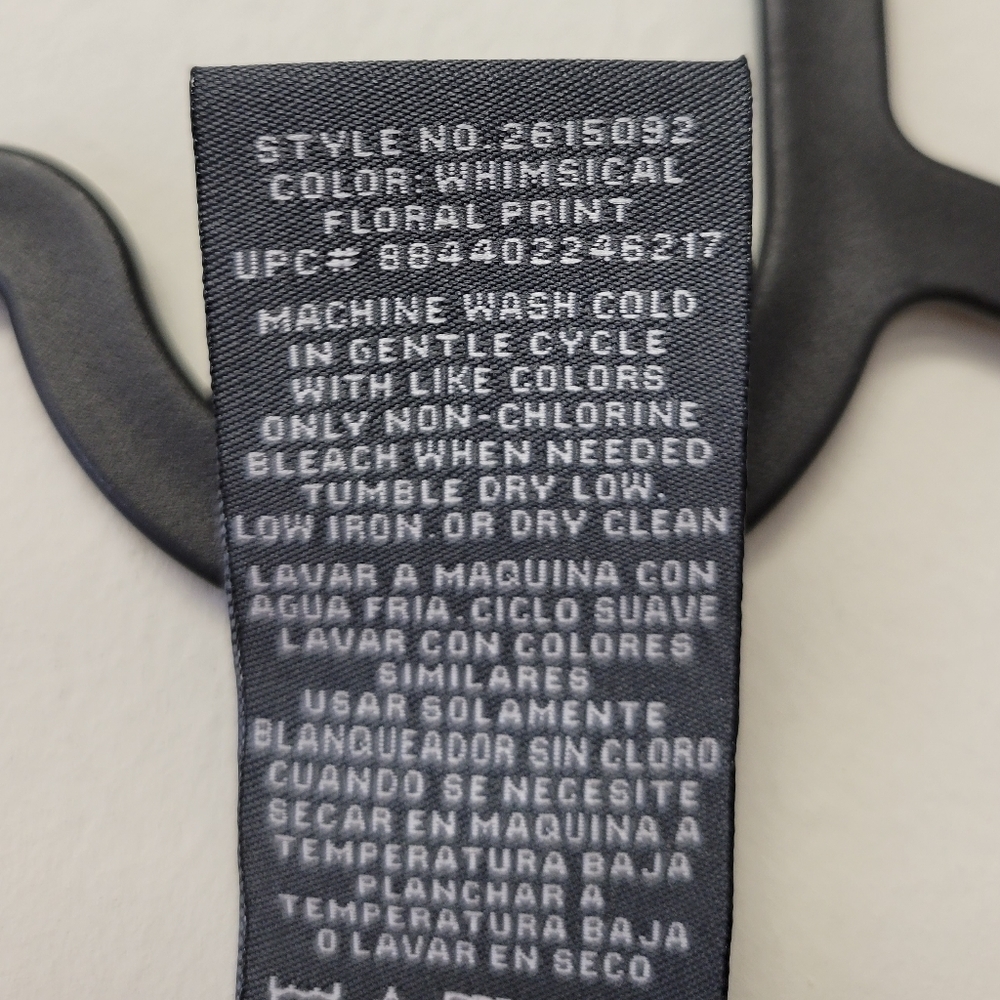 STYLE NO. 2615092
COLOR: WHIMSICAL
FLORAL PRINT
UPC# 884402246217
MACHINE WASH COLD
IN GENTLE CYCLE
WITH LIKE COLORS
ONLY NON-CHLORINE
BLEACH WHEN NEEDED
TUMBLE DRY LOW.
LOW IRON.OR DRY CLEAN
LAVAR A MAQUINA CON
AGUA FRIA.CICLO SUAVE
LAVAR CON COLORES
SIMILARES
USAR SOLAMENTE
BLANQUEADOR SIN CLORO
CUANDO SE NECESITE
SECAR EN MAQUINA A
TEMPERATURA BAJA
PLANCHAR A
TEMPERATURA BAJA
O LAVAR EN SECO